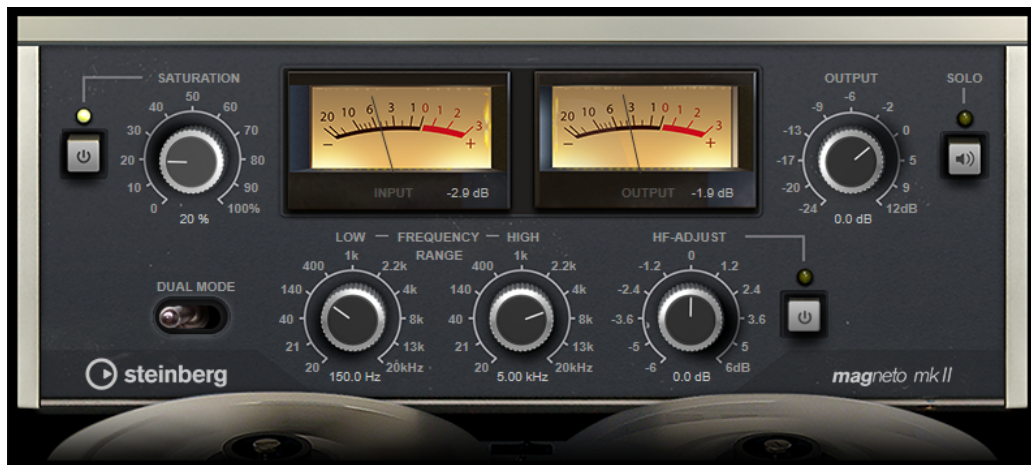 SATURATION
0 10 20 30 40 50 60 70 80 90 100%
20 %
20 10 6 3 1 0 1 2 3
- +
INPUT -2.9 dB
20 10 6 3 1 0 1 2 3
- +
OUTPUT -1.9 dB
OUTPUT
-24 -20 -17 -13 -9 -6 -2 0 5 9 12dB
0.0 dB
SOLO
LOW FREQUENCY HIGH
RANGE
20 21 40 140 400 1k 2.2k 4k 8k 13k 20kHz
150.0 Hz
20 21 40 140 400 1k 2.2k 4k 8k 13k 20kHz
5.00 kHz
HF-ADJUST
-6 -5 -3.6 -2.4 -1.2 0 1.2 2.4 3.6 5 6dB
0.0 dB
DUAL MODE
steinberg
magneto mk II